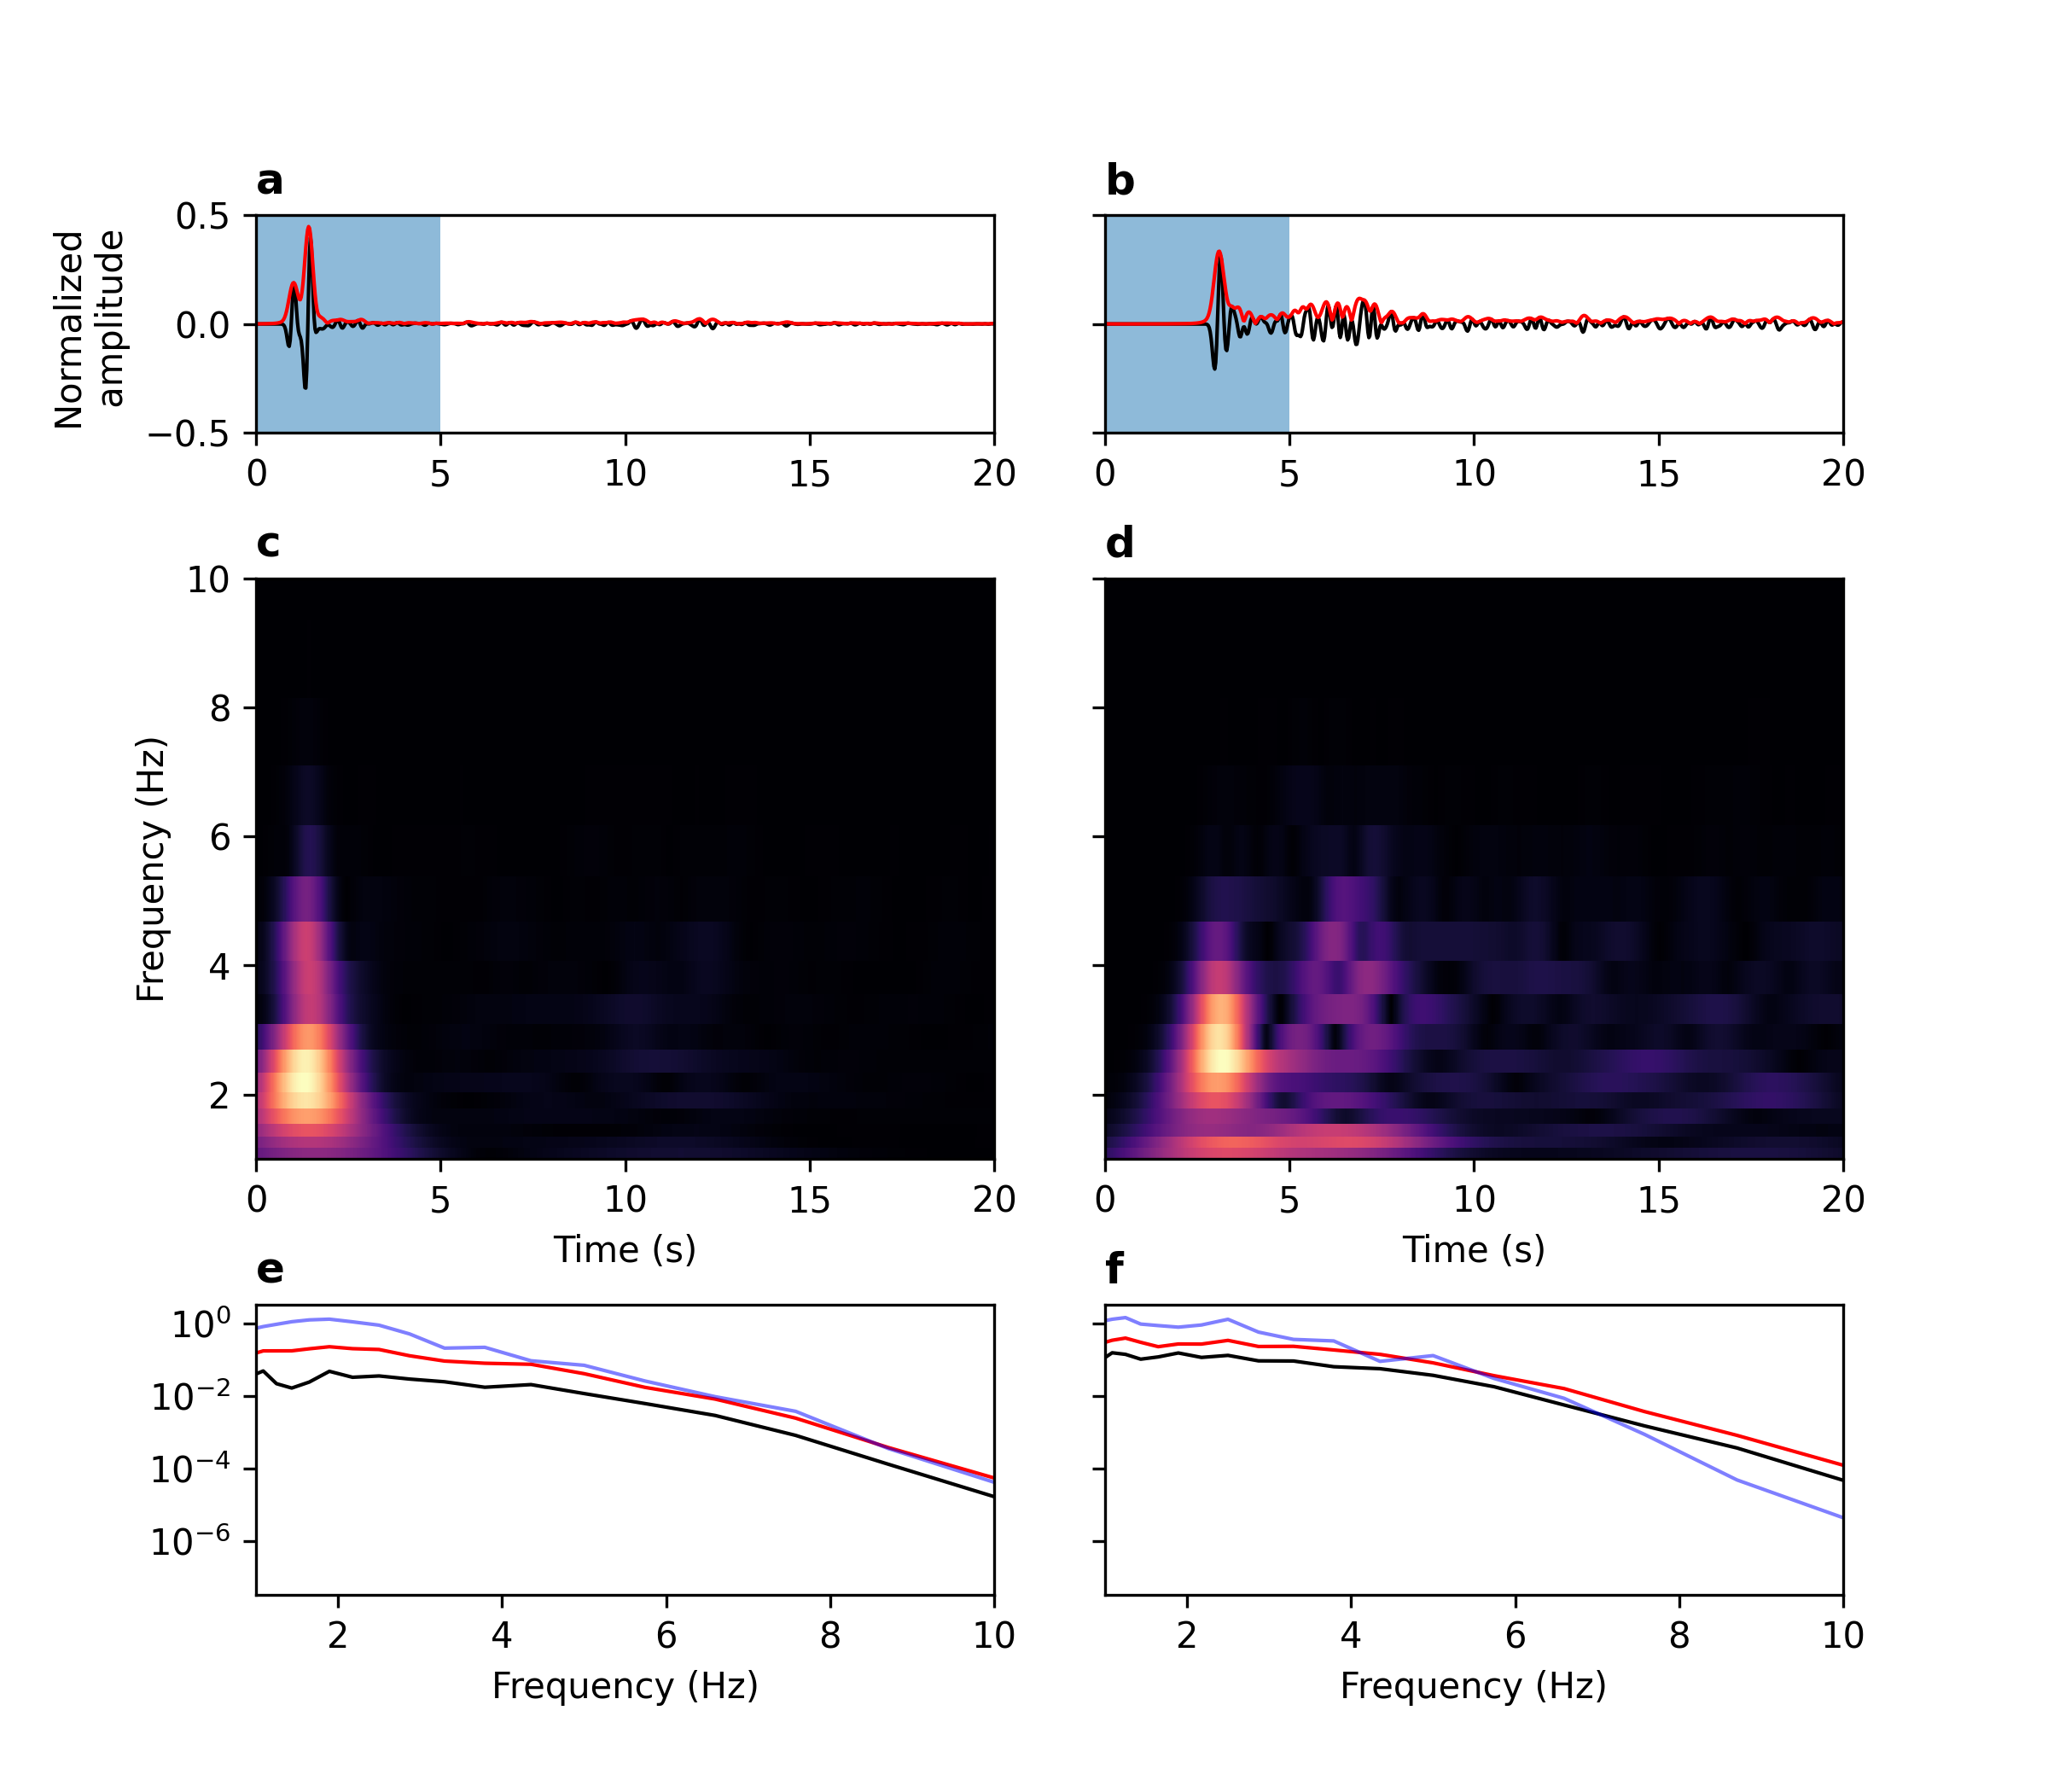 a
b
Normalized
amplitude
0.5
0.0
−0.5
0 5 10 15 20
0 5 10 15 20
c
d
Frequency (Hz)
10
8
6
4
2
0 5 10 15 20
0 5 10 15 20
Time (s)
Time (s)
e
f
10⁰
10⁻²
10⁻⁴
10⁻⁶
2 4 6 8 10
2 4 6 8 10
Frequency (Hz)
Frequency (Hz)